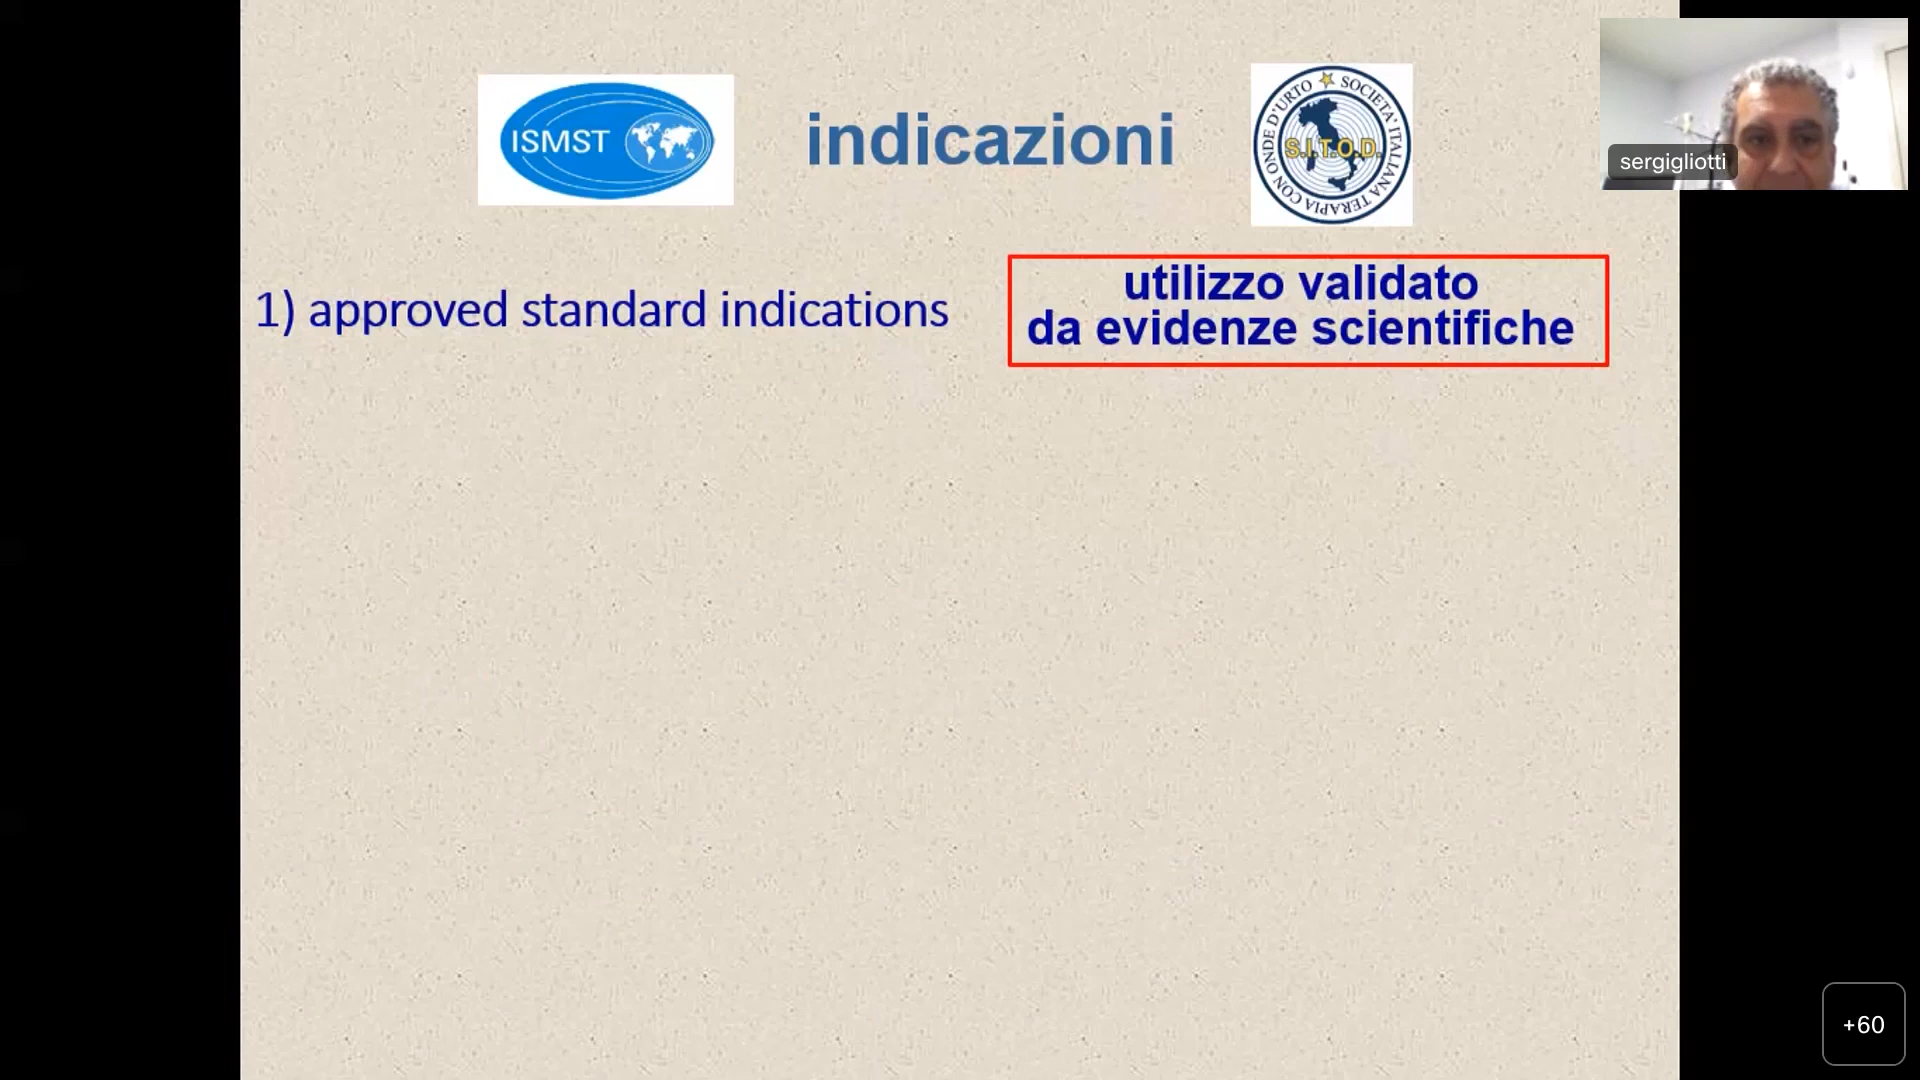 ISMST
indicazioni
SOCIETA' ITALIANA TERAPIA CON ONDE D'URTO
S.I.T.O.D.
sergigliotti
1) approved standard indications
utilizzo validato
da evidenze scientifiche
+60